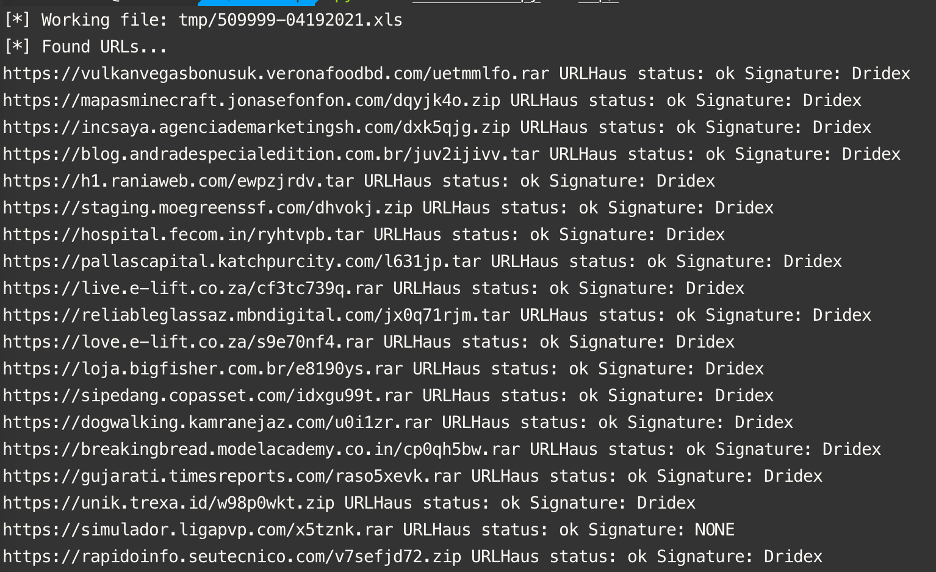 [*] Working file: tmp/509999-04192021.xls
[*] Found URLs...
https://vulkanvegasbonusuk.veronafoodbd.com/uetmmlfo.rar URLHaus status: ok Signature: Dridex
https://mapasminecraft.jonasefonfon.com/dqyjk4o.zip URLHaus status: ok Signature: Dridex
https://incsaya.agenciademarketingsh.com/dxk5qjg.zip URLHaus status: ok Signature: Dridex
https://blog.andradespecialedition.com.br/juv2ijivv.tar URLHaus status: ok Signature: Dridex
https://h1.raniaweb.com/ewpzjrdv.tar URLHaus status: ok Signature: Dridex
https://staging.moegreenssf.com/dhvokj.zip URLHaus status: ok Signature: Dridex
https://hospital.fecom.in/ryhtvpb.tar URLHaus status: ok Signature: Dridex
https://pallascapital.katchpurcity.com/l631jp.tar URLHaus status: ok Signature: Dridex
https://live.e-lift.co.za/cf3tc739q.rar URLHaus status: ok Signature: Dridex
https://reliableglassaz.mbndigital.com/jx0q71rjm.tar URLHaus status: ok Signature: Dridex
https://love.e-lift.co.za/s9e70nf4.rar URLHaus status: ok Signature: Dridex
https://loja.bigfisher.com.br/e8190ys.rar URLHaus status: ok Signature: Dridex
https://sipedang.copasset.com/idxgu99t.rar URLHaus status: ok Signature: Dridex
https://dogwalking.kamranejaz.com/u0i1zr.rar URLHaus status: ok Signature: Dridex
https://breakingbread.modelacademy.co.in/cp0qh5bw.rar URLHaus status: ok Signature: Dridex
https://gujarati.timesreports.com/raso5xevk.rar URLHaus status: ok Signature: Dridex
https://unik.trexa.id/w98p0wkt.zip URLHaus status: ok Signature: Dridex
https://simulador.ligapvp.com/x5tznk.rar URLHaus status: ok Signature: NONE
https://rapidoinfo.seutecnico.com/v7sefjd72.zip URLHaus status: ok Signature: Dridex